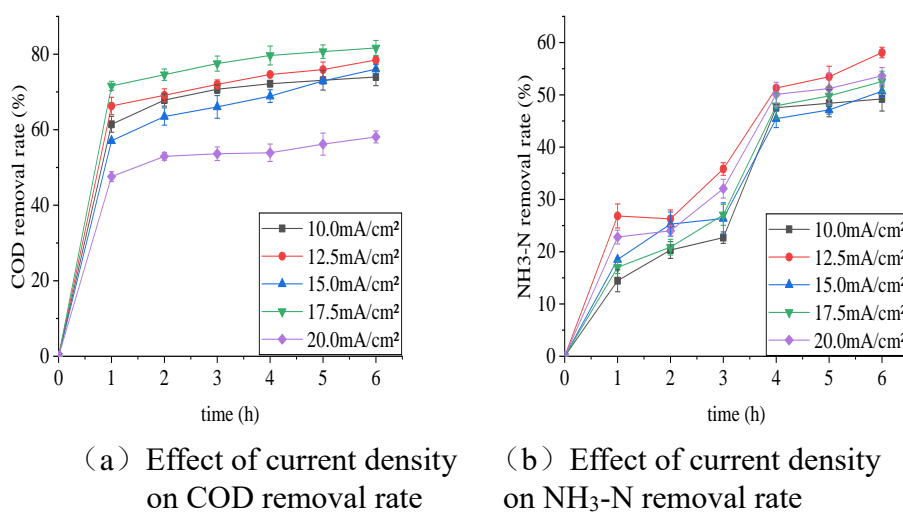 COD removal rate (%)
80
60
40
20
0
0 1 2 3 4 5 6
time (h)
10.0mA/cm²
12.5mA/cm²
15.0mA/cm²
17.5mA/cm²
20.0mA/cm²
(a) Effect of current density
on COD removal rate
NH3-N removal rate (%)
60
50
40
30
20
10
0
0 1 2 3 4 5 6
time (h)
10.0mA/cm²
12.5mA/cm²
15.0mA/cm²
17.5mA/cm²
20.0mA/cm²
(b) Effect of current density
on NH₃-N removal rate